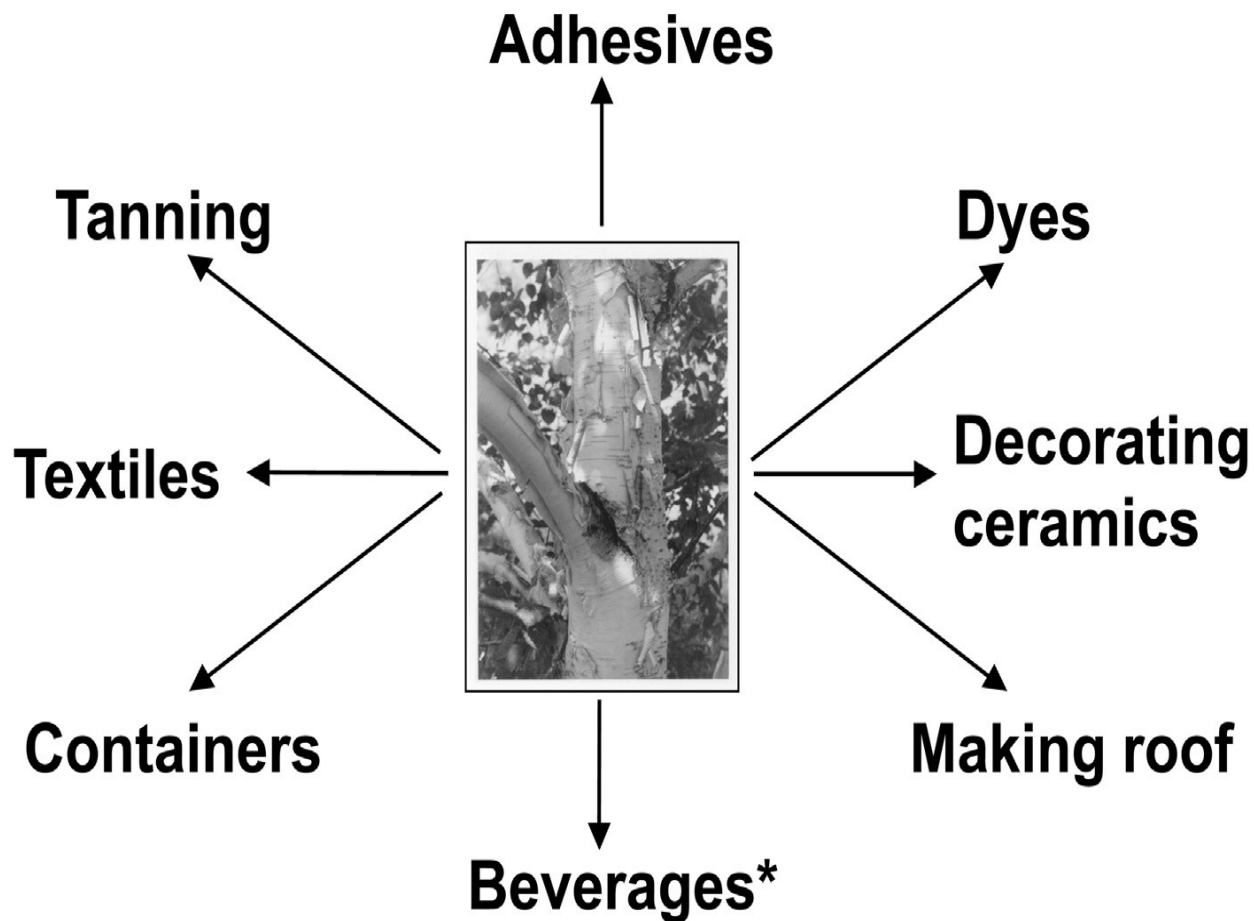 Adhesives
Tanning
Dyes
Textiles
Decorating
ceramics
Containers
Making roof
Beverages*